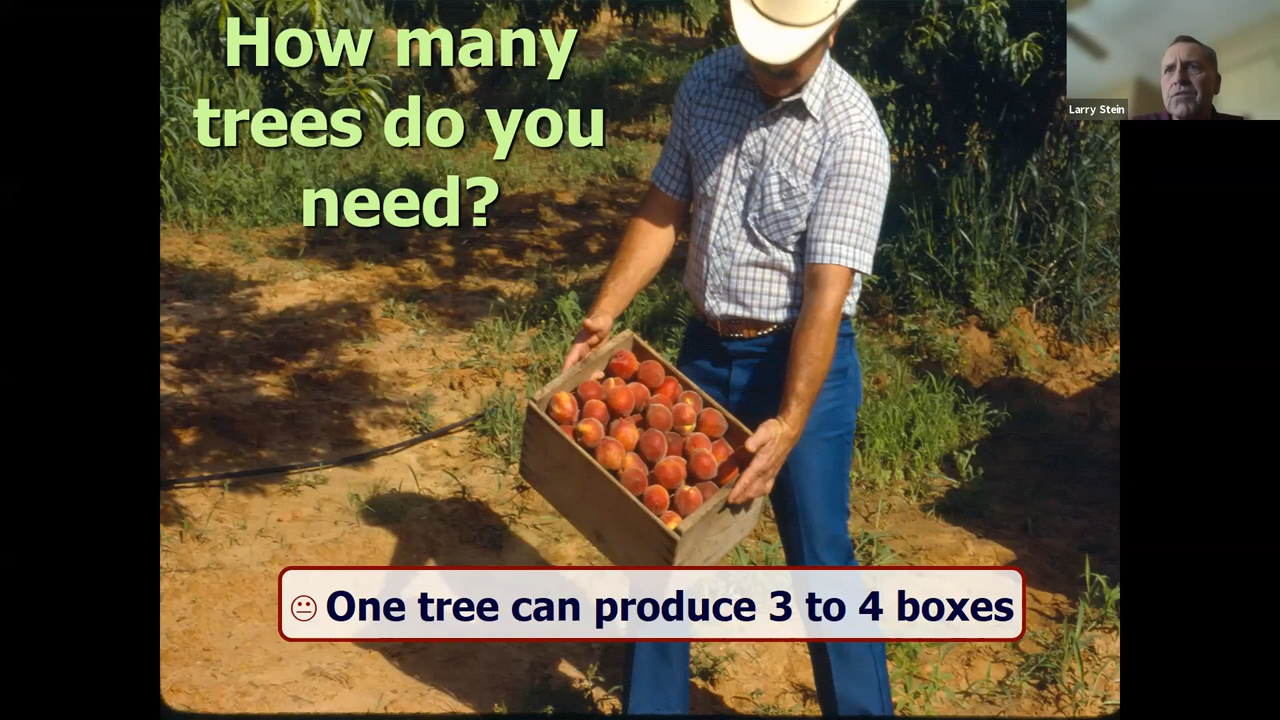 How many
trees do you
need?
Larry Stein
One tree can produce 3 to 4 boxes